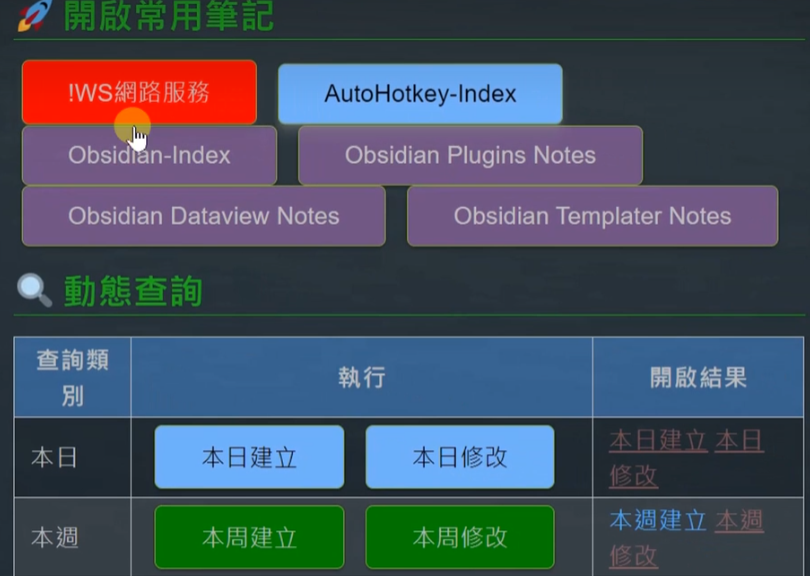 開啟常用筆記
!WS網路服務 AutoHotkey-Index
Obsidian-Index Obsidian Plugins Notes
Obsidian Dataview Notes Obsidian Templater Notes
動態查詢
查詢類
別
執行
開啟結果
本日
本日建立 本日修改
本日建立 本日
修改
本週
本周建立 本周修改
本週建立 本週
修改